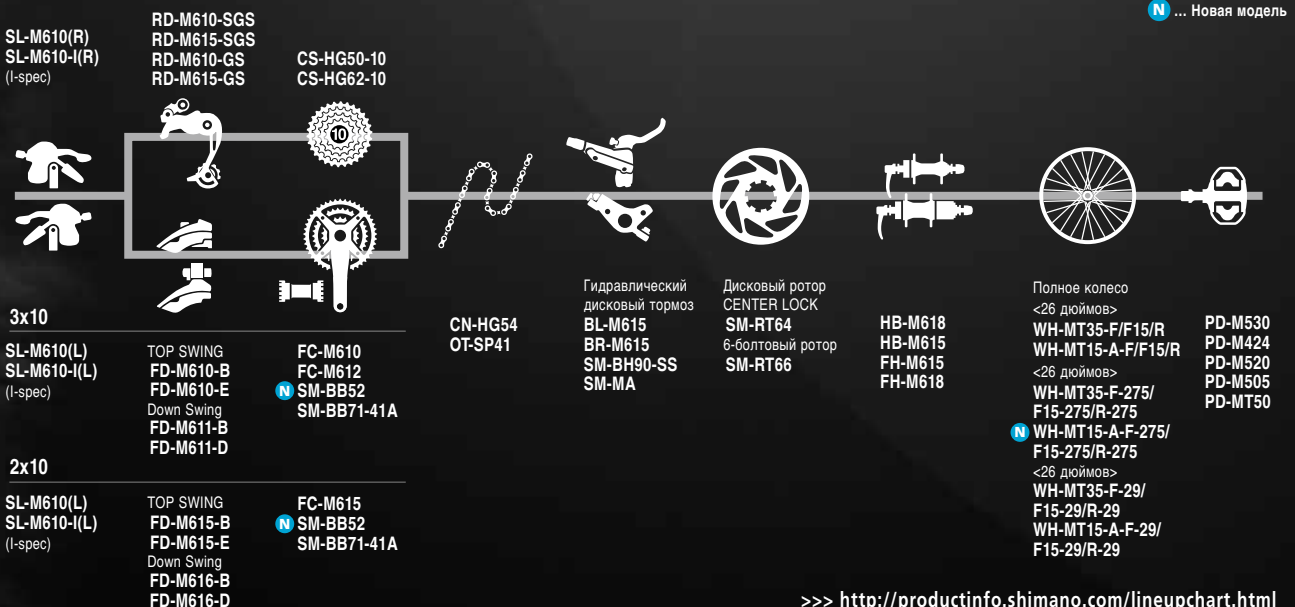 N ... Новая модель
SL-M610(R)
SL-M610-I(R)
(I-spec)
RD-M610-SGS
RD-M615-SGS
RD-M610-GS
RD-M615-GS
CS-HG50-10
CS-HG62-10
10
3x10
SL-M610(L)
SL-M610-I(L)
(I-spec)
TOP SWING
FD-M610-B
FD-M610-E
Down Swing
FD-M611-B
FD-M611-D
FC-M610
FC-M612
N SM-BB52
SM-BB71-41A
2x10
SL-M610(L)
SL-M610-I(L)
(I-spec)
TOP SWING
FD-M615-B
FD-M615-E
Down Swing
FD-M616-B
FD-M616-D
FC-M615
N SM-BB52
SM-BB71-41A
CN-HG54
OT-SP41
Гидравлический
дисковый тормоз
BL-M615
BR-M615
SM-BH90-SS
SM-MA
Дисковый ротор
CENTER LOCK
SM-RT64
6-болтовый ротор
SM-RT66
HB-M618
HB-M615
FH-M615
FH-M618
Полное колесо
<26 дюймов>
WH-MT35-F/F15/R
WH-MT15-A-F/F15/R
<26 дюймов>
WH-MT35-F-275/
F15-275/R-275
N WH-MT15-A-F-275/
F15-275/R-275
<26 дюймов>
WH-MT35-F-29/
F15-29/R-29
WH-MT15-A-F-29/
F15-29/R-29
PD-M530
PD-M424
PD-M520
PD-M505
PD-MT50
>>> http://productinfo.shimano.com/lineupchart.html